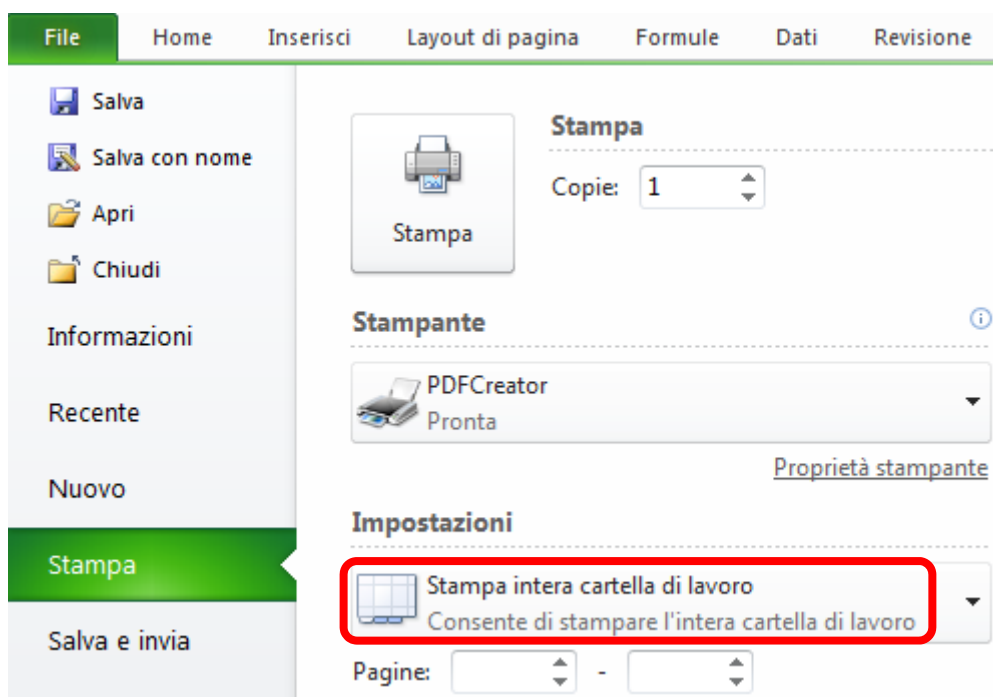 File Home Inserisci Layout di pagina Formule Dati Revisione
Salva
Salva con nome
Apri
Chiudi
Informazioni
Recente
Nuovo
Stampa
Salva e invia
Stampa
Stampa
Copie: 1
Stampante
PDFCreator
Pronta
Proprietà stampante
Impostazioni
Stampa intera cartella di lavoro
Consente di stampare l'intera cartella di lavoro
Pagine: -